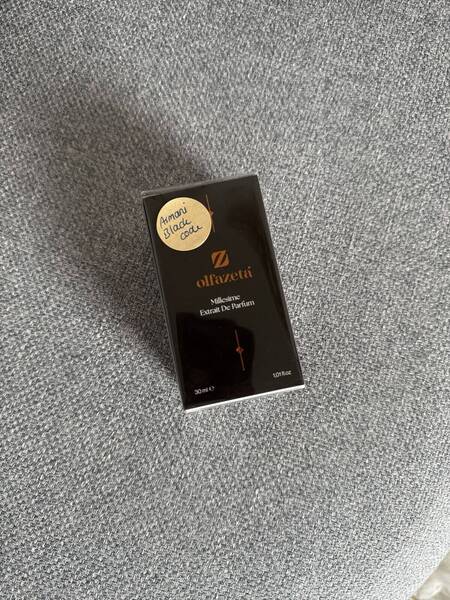 Armani
Black
code
olfazeta
Millesime
Extrait De Parfum
30 ml ℮
1.01 fl oz